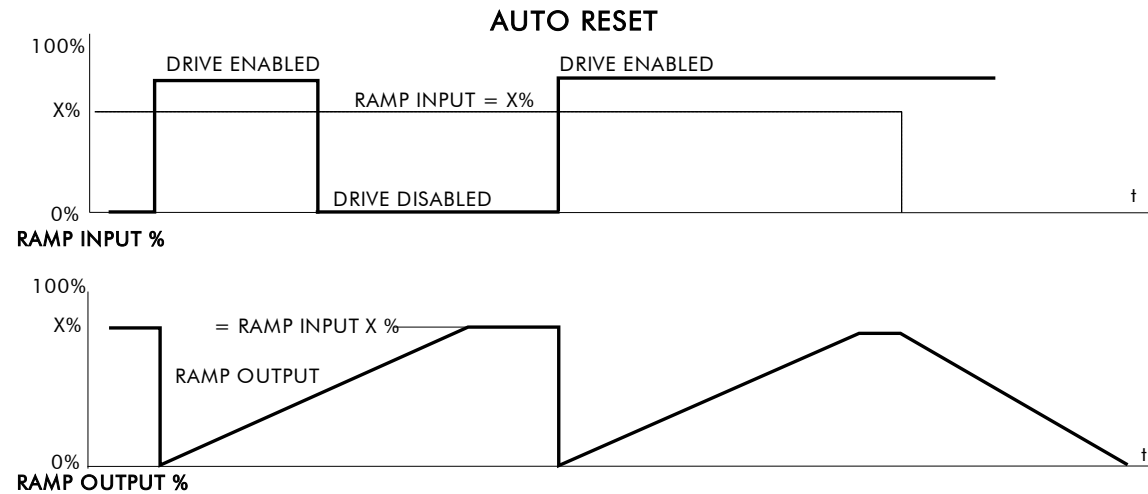 AUTO RESET
100%
DRIVE ENABLED
DRIVE ENABLED
X%
RAMP INPUT = X%
DRIVE DISABLED
t
0%
RAMP INPUT %
100%
X%
= RAMP INPUT X %
RAMP OUTPUT
0%
t
RAMP OUTPUT %